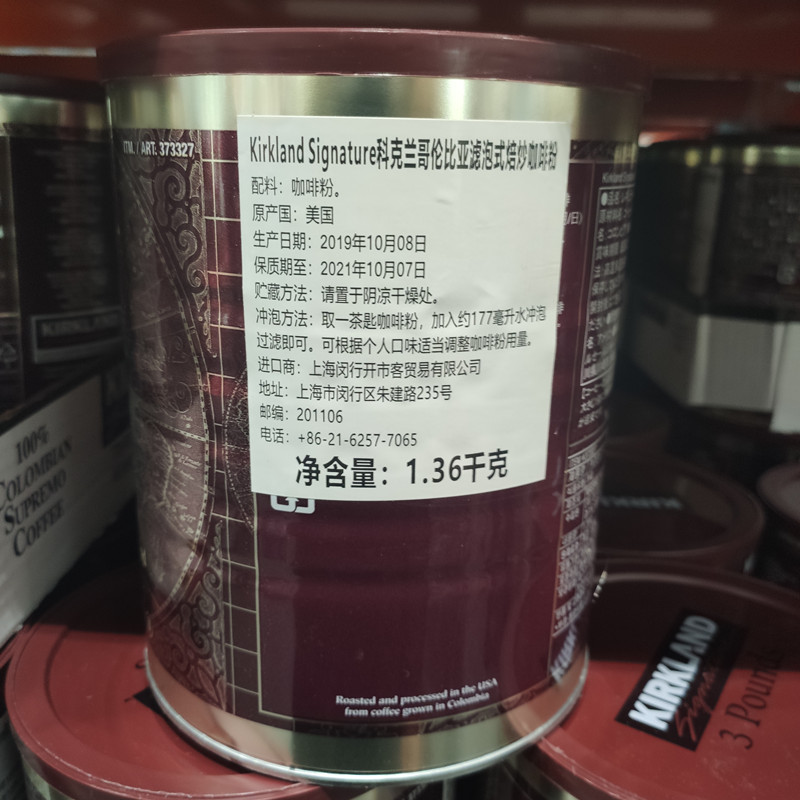 ITM. / ART. 373327
Kirkland Signature科克兰哥伦比亚滤泡式焙炒咖啡粉
配料：咖啡粉。
原产国：美国
生产日期：2019年10月08日
保质期至：2021年10月07日
贮藏方法：请置于阴凉干燥处。
冲泡方法：取一茶匙咖啡粉，加入约177毫升水冲泡
过滤即可。可根据个人口味适当调整咖啡粉用量。
进口商：上海闵行开市客贸易有限公司
地址：上海市闵行区朱建路235号
邮编：201106
电话：+86-21-6257-7065
净含量：1.36千克
Roasted and processed in the USA
from coffee grown in Colombia
100%
COLOMBIAN
SUPREMO
COFFEE
KIRKLAND
Signature
3 Pounds